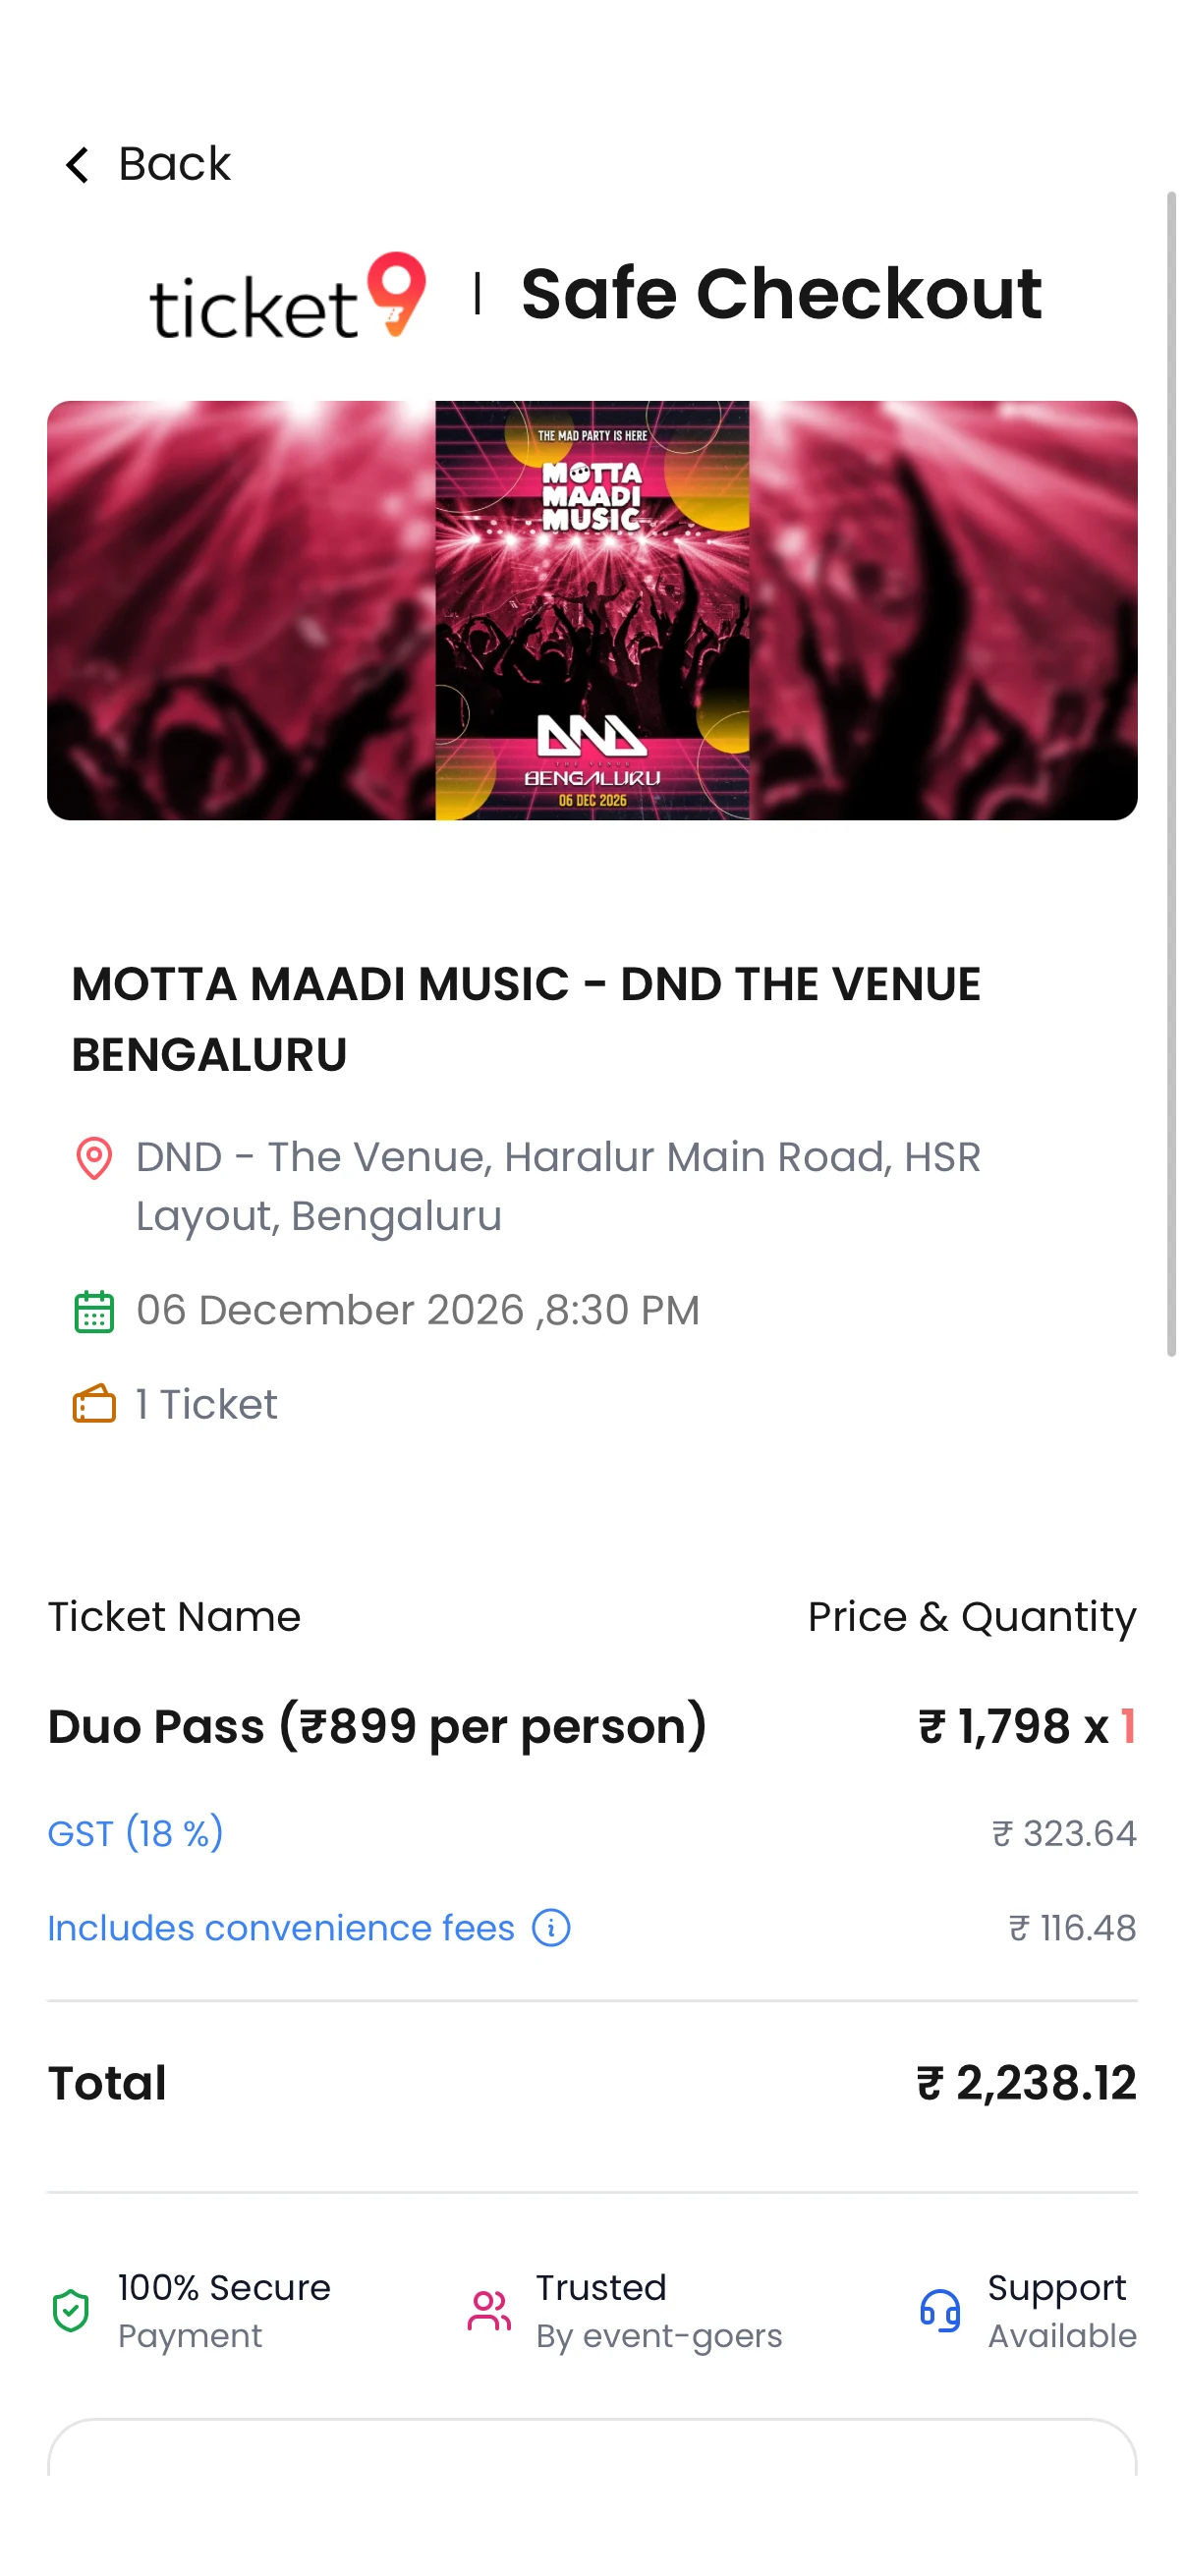 Back
ticket9 | Safe Checkout
THE MAD PARTY IS HERE
MOTTA
MAADI
MUSIC
DND
THE VENUE
BENGALURU
06 DEC 2026
MOTTA MAADI MUSIC - DND THE VENUE
BENGALURU
DND - The Venue, Haralur Main Road, HSR
Layout, Bengaluru
06 December 2026 ,8:30 PM
1 Ticket
Ticket Name Price & Quantity
Duo Pass (₹899 per person) ₹ 1,798 x 1
GST (18 %) ₹ 323.64
Includes convenience fees ₹ 116.48
Total ₹ 2,238.12
100% Secure
Payment
Trusted
By event-goers
Support
Available